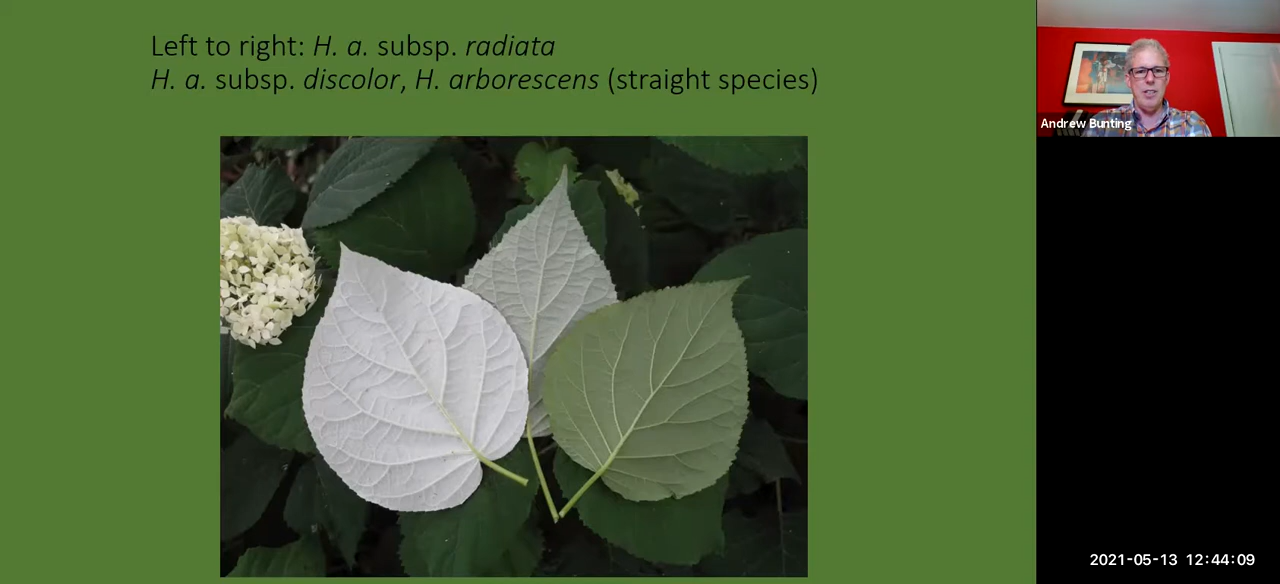 Left to right: H. a. subsp. radiata
H. a. subsp. discolor, H. arborescens (straight species)
Andrew Bunting
2021-05-13 12:44:09